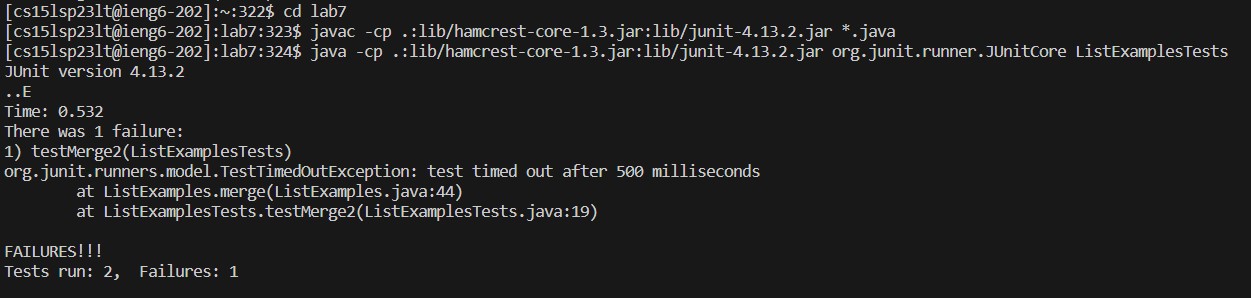 [cs15lsp23lt@ieng6-202]:~:322$ cd lab7
[cs15lsp23lt@ieng6-202]:lab7:323$ javac -cp .:lib/hamcrest-core-1.3.jar:lib/junit-4.13.2.jar *.java
[cs15lsp23lt@ieng6-202]:lab7:324$ java -cp .:lib/hamcrest-core-1.3.jar:lib/junit-4.13.2.jar org.junit.runner.JUnitCore ListExamplesTests
JUnit version 4.13.2
..E
Time: 0.532
There was 1 failure:
1) testMerge2(ListExamplesTests)
org.junit.runners.model.TestTimedOutException: test timed out after 500 milliseconds
        at ListExamples.merge(ListExamples.java:44)
        at ListExamplesTests.testMerge2(ListExamplesTests.java:19)

FAILURES!!!
Tests run: 2,  Failures: 1